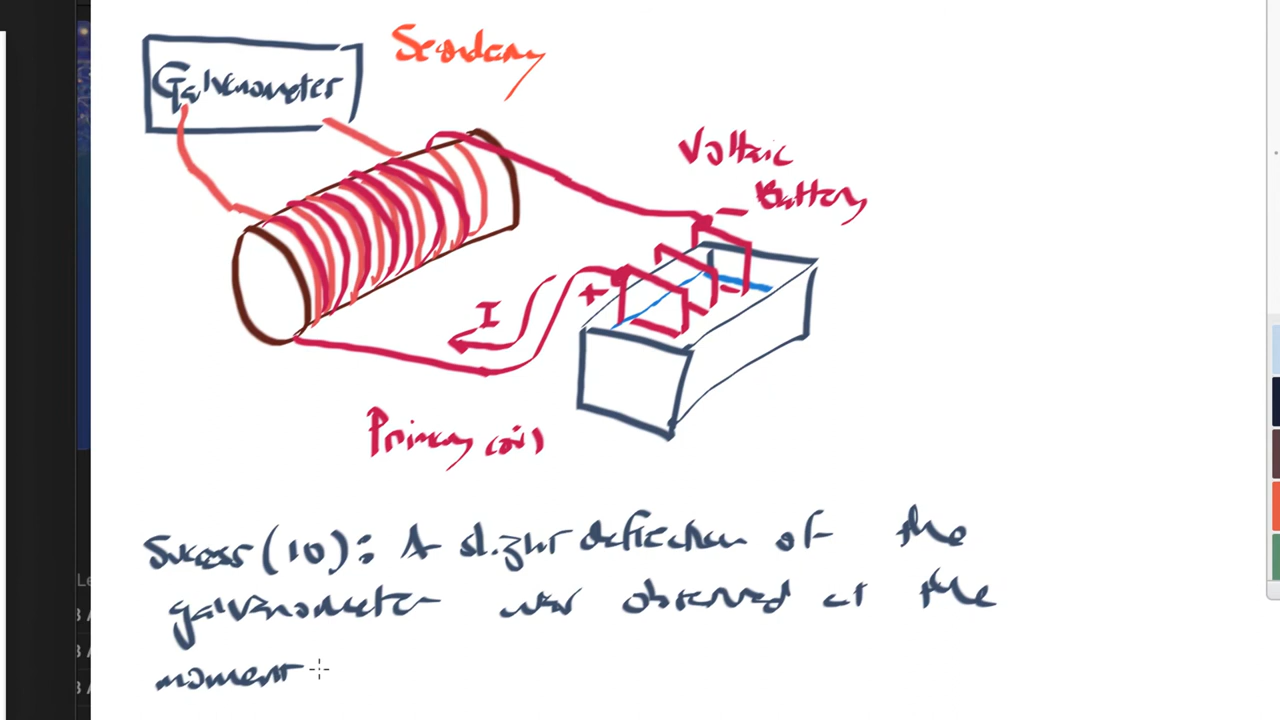 Secondary
Galvanometer
Voltaic
Battery
−
+
I
Primary coil
Success (10): A slight deflection of the
galvanometer was observed at the
moment